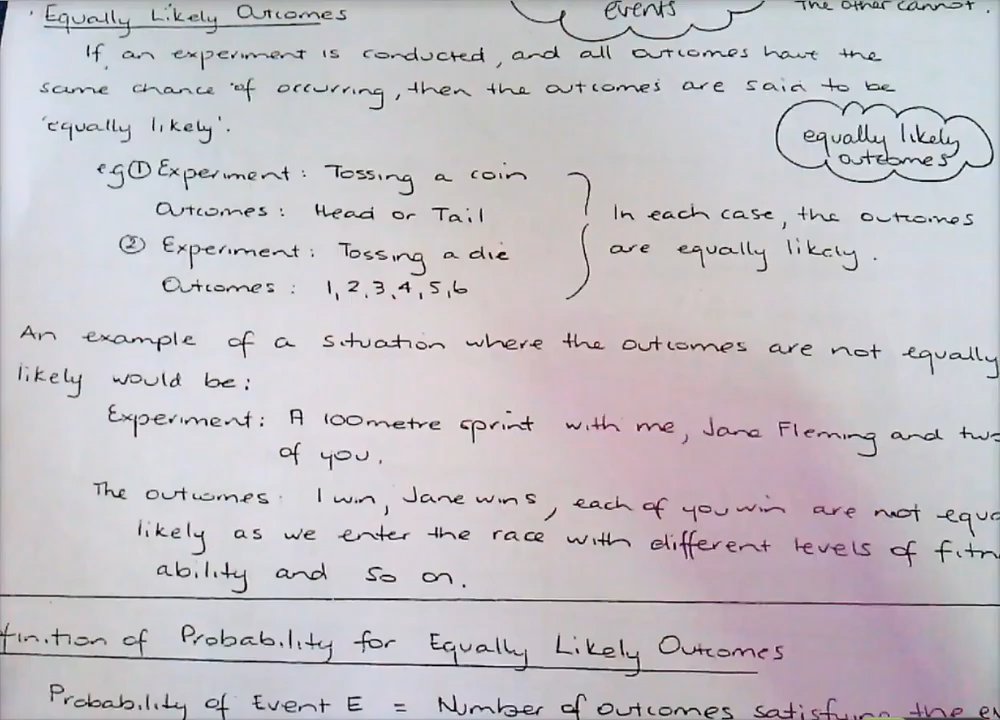 events
The other cannot.
Equally Likely Outcomes
If an experiment is conducted, and all outcomes have the
same chance of occurring, then the outcomes are said to be
'equally likely'.
equally likely
outcomes
eg ① Experiment: Tossing a coin
Outcomes: Head or Tail
② Experiment: Tossing a die
Outcomes: 1, 2, 3, 4, 5, 6
In each case, the outcomes
are equally likely.
An example of a situation where the outcomes are not equally
likely would be:
Experiment: A 100metre sprint with me, Jane Fleming and
of you.
The outcomes: I win, Jane wins, each of you win are not
likely as we enter the race with different levels of
ability and so on.
Probability for Equally Likely Outcomes
Probability of Event E = Number of outcomes satisfying the